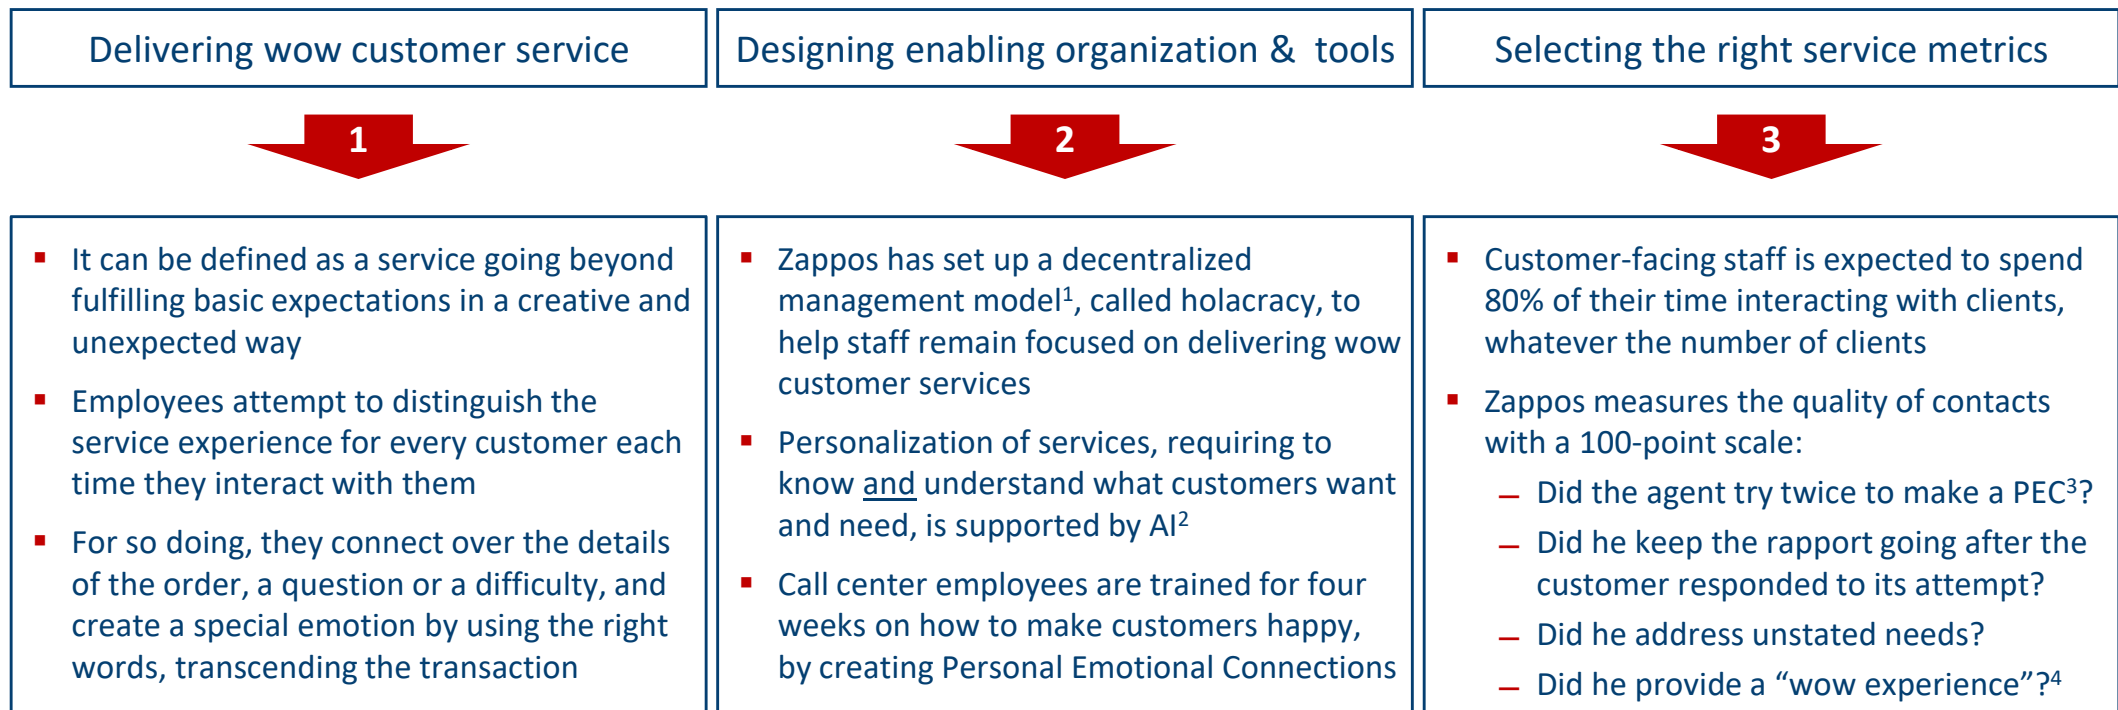 Delivering wow customer service
Designing enabling organization & tools
Selecting the right service metrics
1
2
3
▪ It can be defined as a service going beyond
fulfilling basic expectations in a creative and
unexpected way
▪ Employees attempt to distinguish the
service experience for every customer each
time they interact with them
▪ For so doing, they connect over the details
of the order, a question or a difficulty, and
create a special emotion by using the right
words, transcending the transaction
▪ Zappos has set up a decentralized
management model¹, called holacracy, to
help staff remain focused on delivering wow
customer services
▪ Personalization of services, requiring to
know and understand what customers want
and need, is supported by AI²
▪ Call center employees are trained for four
weeks on how to make customers happy,
by creating Personal Emotional Connections
▪ Customer-facing staff is expected to spend
80% of their time interacting with clients,
whatever the number of clients
▪ Zappos measures the quality of contacts
with a 100-point scale:
– Did the agent try twice to make a PEC³?
– Did he keep the rapport going after the
customer responded to its attempt?
– Did he address unstated needs?
– Did he provide a “wow experience”?⁴